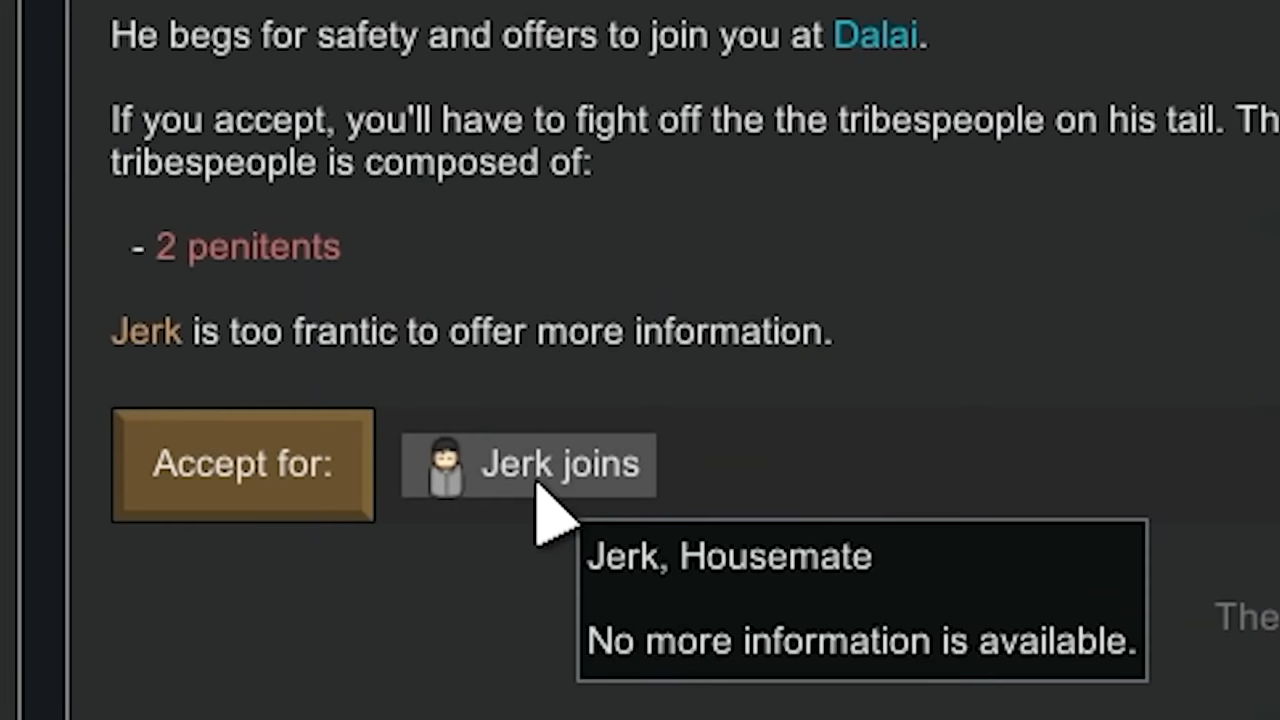 He begs for safety and offers to join you at Dalai.
If you accept, you'll have to fight off the the tribespeople on his tail. Th
tribespeople is composed of:
- 2 penitents
Jerk is too frantic to offer more information.
Accept for:
Jerk joins
Jerk, Housemate
No more information is available.
The